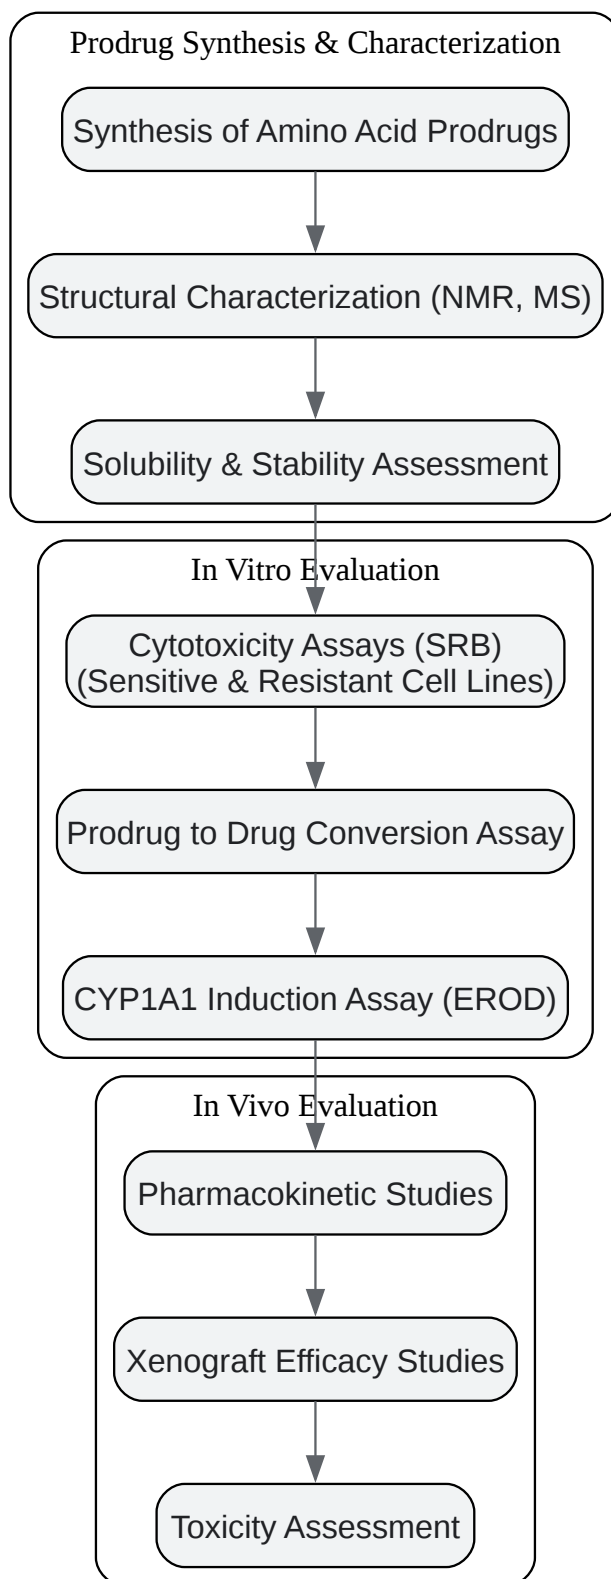 Prodrug Synthesis & Characterization
Synthesis of Amino Acid Prodrugs
Structural Characterization (NMR, MS)
Solubility & Stability Assessment
In Vitro Evaluation
Cytotoxicity Assays (SRB)
(Sensitive & Resistant Cell Lines)
Prodrug to Drug Conversion Assay
CYP1A1 Induction Assay (EROD)
In Vivo Evaluation
Pharmacokinetic Studies
Xenograft Efficacy Studies
Toxicity Assessment